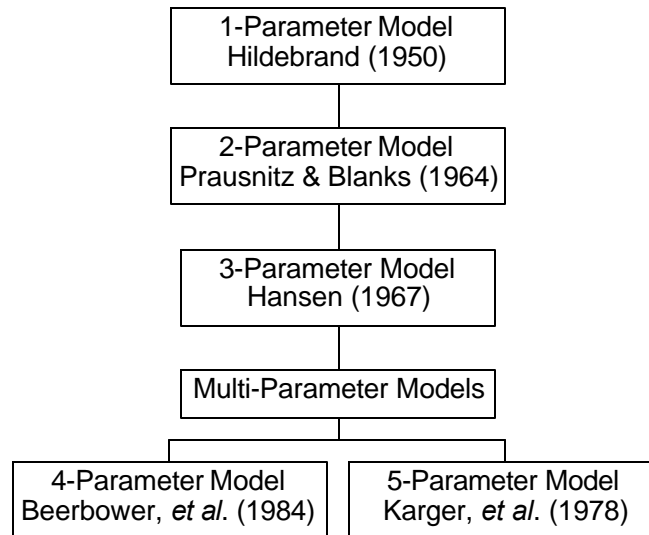 1-Parameter Model
Hildebrand (1950)
2-Parameter Model
Prausnitz & Blanks (1964)
3-Parameter Model
Hansen (1967)
Multi-Parameter Models
4-Parameter Model
Beerbower, et al. (1984)
5-Parameter Model
Karger, et al. (1978)